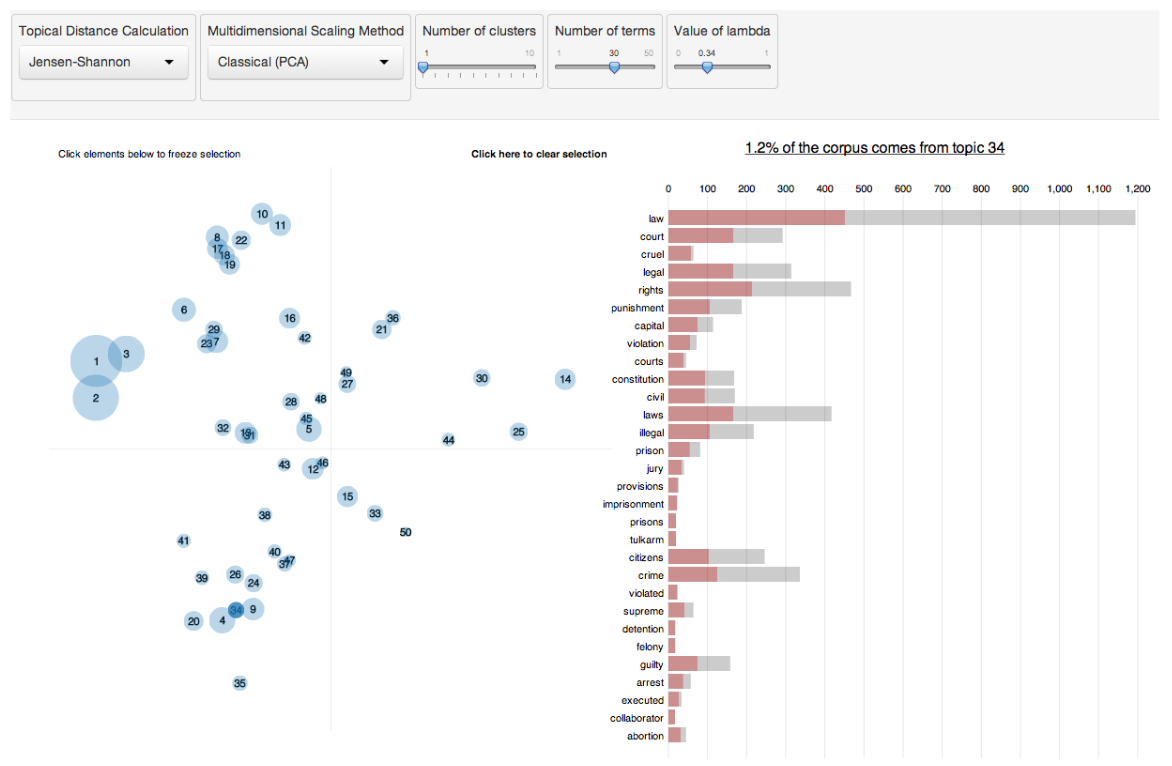 Topical Distance Calculation
Jensen-Shannon
Multidimensional Scaling Method
Classical (PCA)
Number of clusters
1 10
Number of terms
1 30 50
Value of lambda
0 0.34 1
Click elements below to freeze selection
Click here to clear selection
1.2% of the corpus comes from topic 34
0 100 200 300 400 500 600 700 800 900 1,000 1,100 1,200
10
11
8
22
17
18
19
6
16
36
29
21
23 7
42
1
3
49
27
30
14
2
28
48
45
5
32
31
25
44
43
46
12
15
33
38
50
41
40
47
37
39
26
24
34
9
20
4
35
law
court
cruel
legal
rights
punishment
capital
violation
courts
constitution
civil
laws
illegal
prison
jury
provisions
imprisonment
prisons
tulkarm
citizens
crime
violated
supreme
detention
felony
guilty
arrest
executed
collaborator
abortion